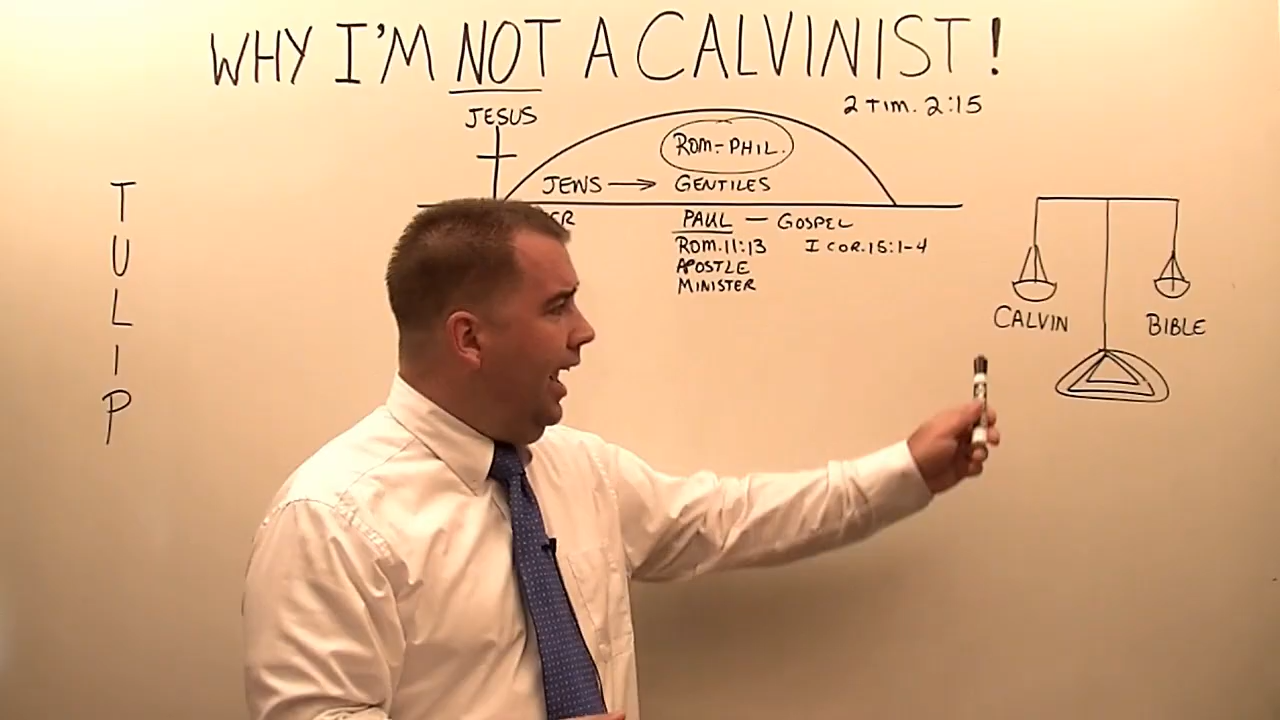 WHY I'M NOT A CALVINIST!
JESUS
2 TIM. 2:15
ROM-PHIL.
JEWS → GENTILES
PAUL — GOSPEL
ROM.11:13 I COR.15:1-4
APOSTLE
MINISTER
T
U
L
I
P
CALVIN
BIBLE